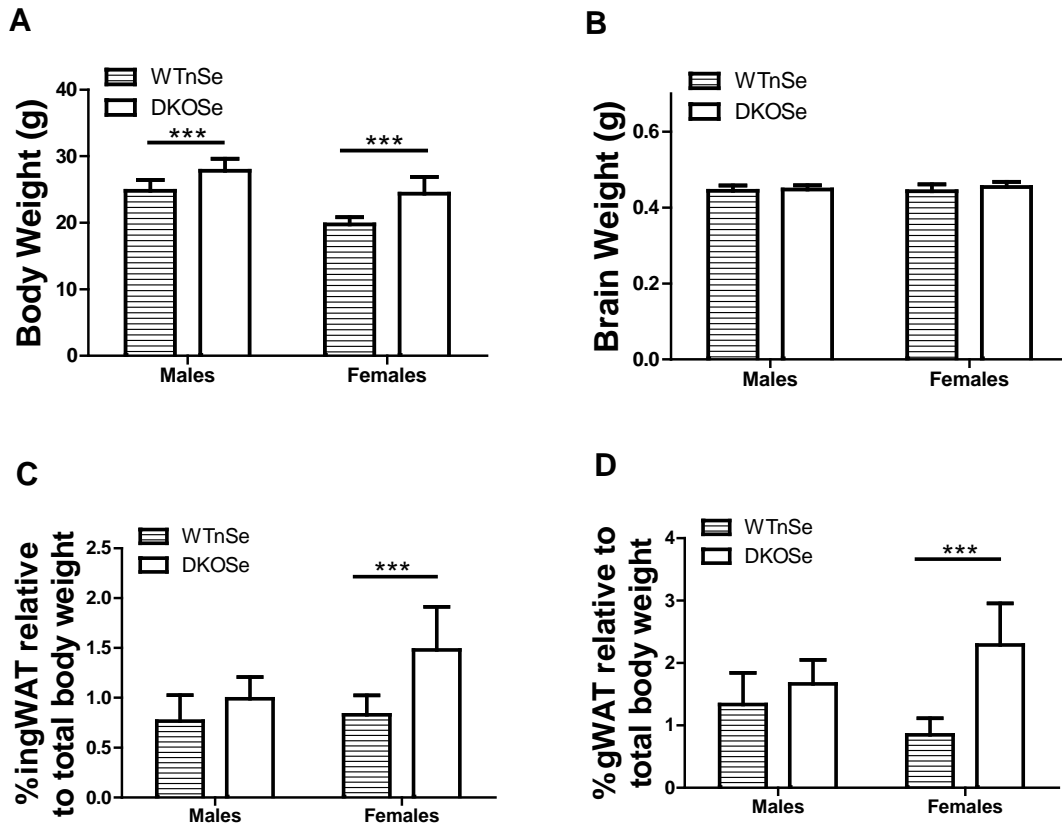 A
WTnSe
DKOSe
Body Weight (g)
40
30
20
10
0
***
***
Males
Females
B
WTnSe
DKOSe
Brain Weight (g)
0.6
0.4
0.2
0.0
Males
Females
C
WTnSe
DKOSe
%ingWAT relative
to total body weight
2.5
2.0
1.5
1.0
0.5
0.0
***
Males
Females
D
WTnSe
DKOSe
%gWAT relative to
total body weight
4
3
2
1
0
***
Males
Females